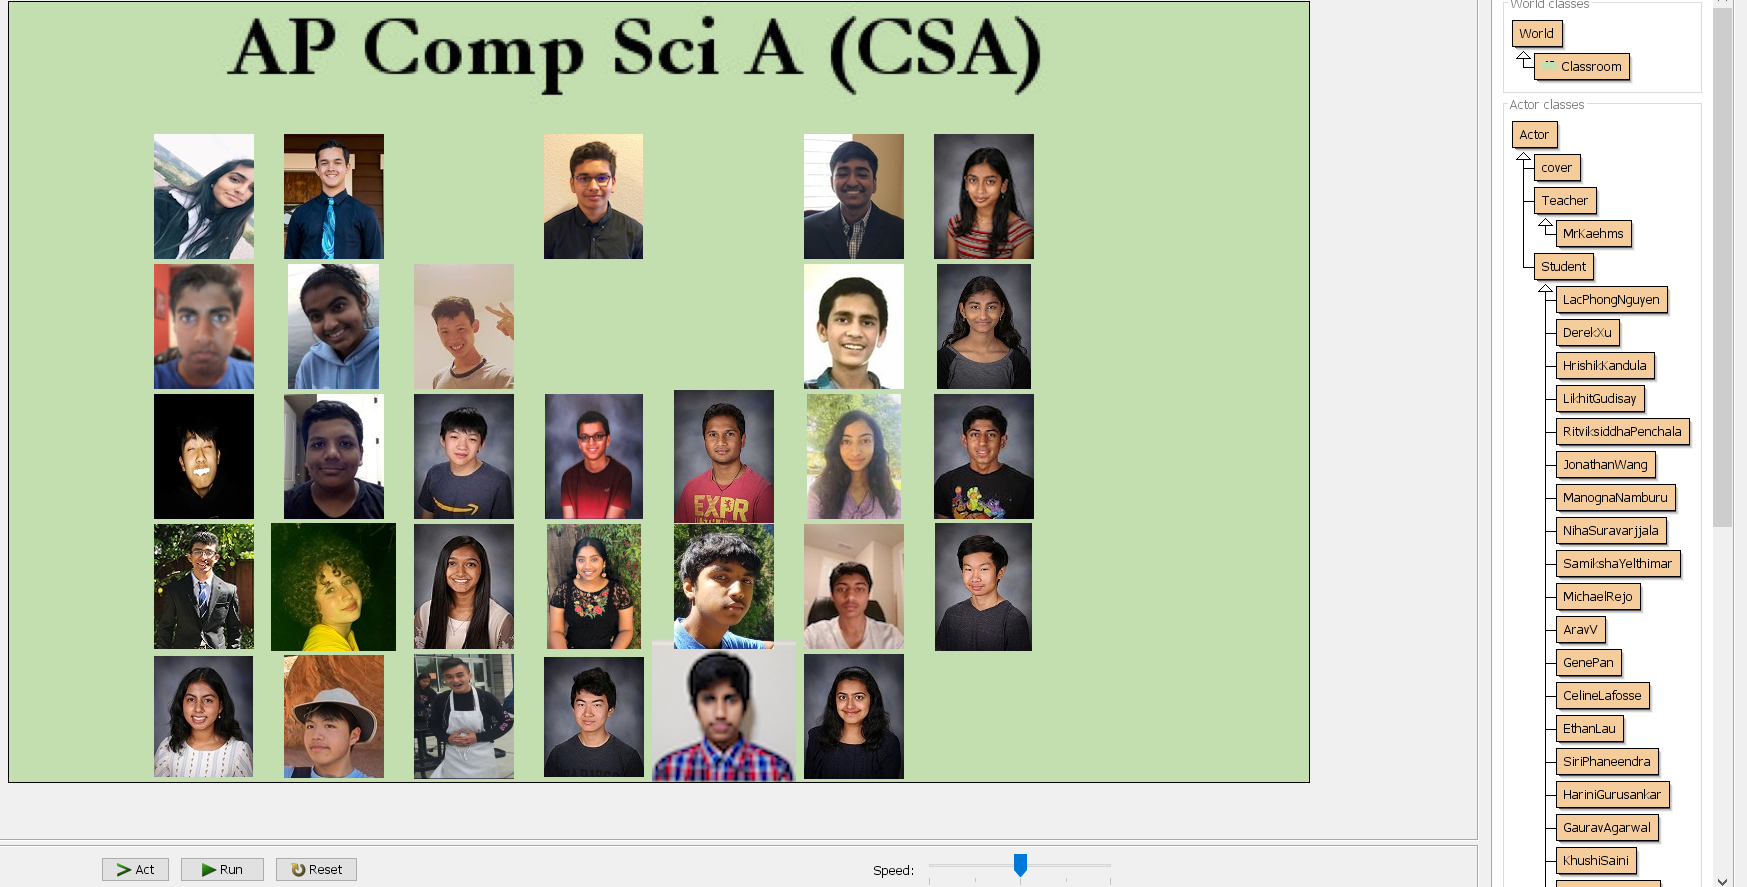 AP Comp Sci A (CSA)
EXPR
Act
Run
Reset
Speed:
World classes
World
Classroom
Actor classes
Actor
cover
Teacher
MrKaehms
Student
LacPhongNguyen
DerekXu
HrishikKandula
LikhitGudisay
RitviksiddhaPenchala
JonathanWang
ManognaNamburu
NihaSuravarjjala
SamikshaYelthimar
MichaelRejo
AravV
GenePan
CelineLafosse
EthanLau
SiriPhaneendra
HariniGurusankar
GauravAgarwal
KhushiSaini